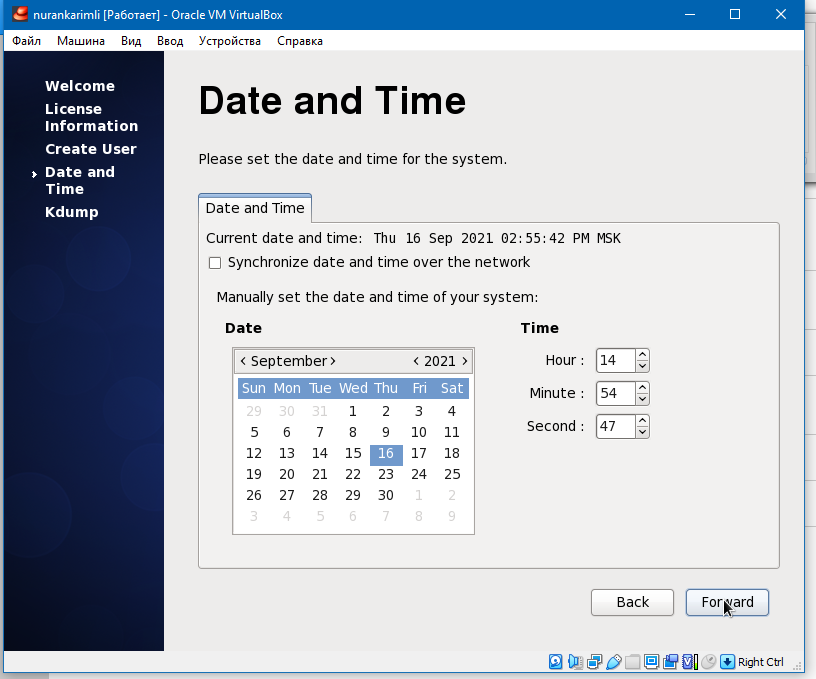 nurankarimli [Работает] - Oracle VM VirtualBox
Файл Машина Вид Ввод Устройства Справка
Welcome
License
Information
Create User
Date and
Time
Kdump
Date and Time
Please set the date and time for the system.
Date and Time
Current date and time: Thu 16 Sep 2021 02:55:42 PM MSK
Synchronize date and time over the network
Manually set the date and time of your system:
Date
< September > < 2021 >
Sun Mon Tue Wed Thu Fri Sat
29 30 31 1 2 3 4
5 6 7 8 9 10 11
12 13 14 15 16 17 18
19 20 21 22 23 24 25
26 27 28 29 30 1 2
3 4 5 6 7 8 9
Time
Hour : 14
Minute : 54
Second : 47
Back Forward
Right Ctrl